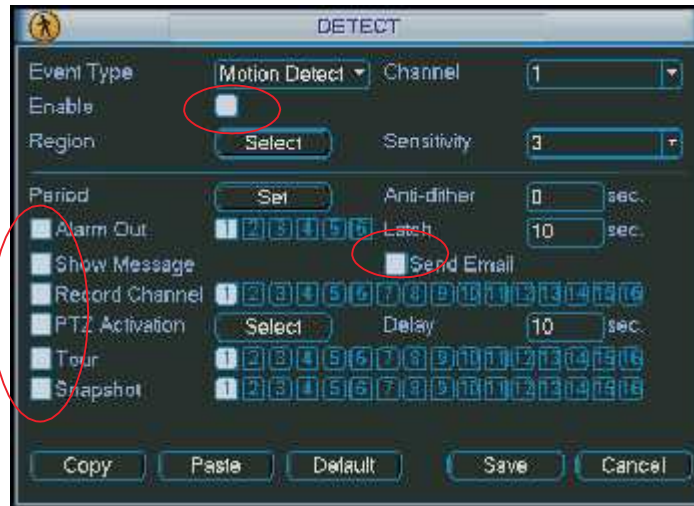 DETECT
Event Type Motion Detect Channel 1
Enable
Region Select Sensitivity 3
Period Set Anti-dither 0 sec.
Alarm Out 1 2 3 4 5 6 Latch 10 sec.
Show Message Send Email
Record Channel 1 2 3 4 5 6 7 8 9 10 11 12 13 14 15 16
PTZ Activation Select Delay 10 sec.
Tour 1 2 3 4 5 6 7 8 9 10 11 12 13 14 15 16
Snapshot 1 2 3 4 5 6 7 8 9 10 11 12 13 14 15 16
Copy Paste Default Save Cancel